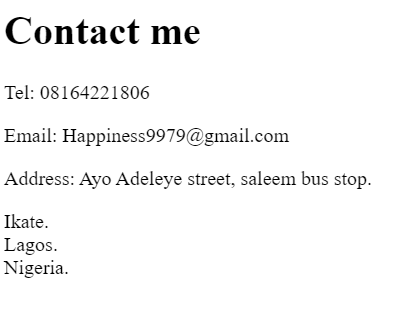 Contact me
Tel: 08164221806
Email: Happiness9979@gmail.com
Address: Ayo Adeleye street, saleem bus stop.
Ikate.
Lagos.
Nigeria.